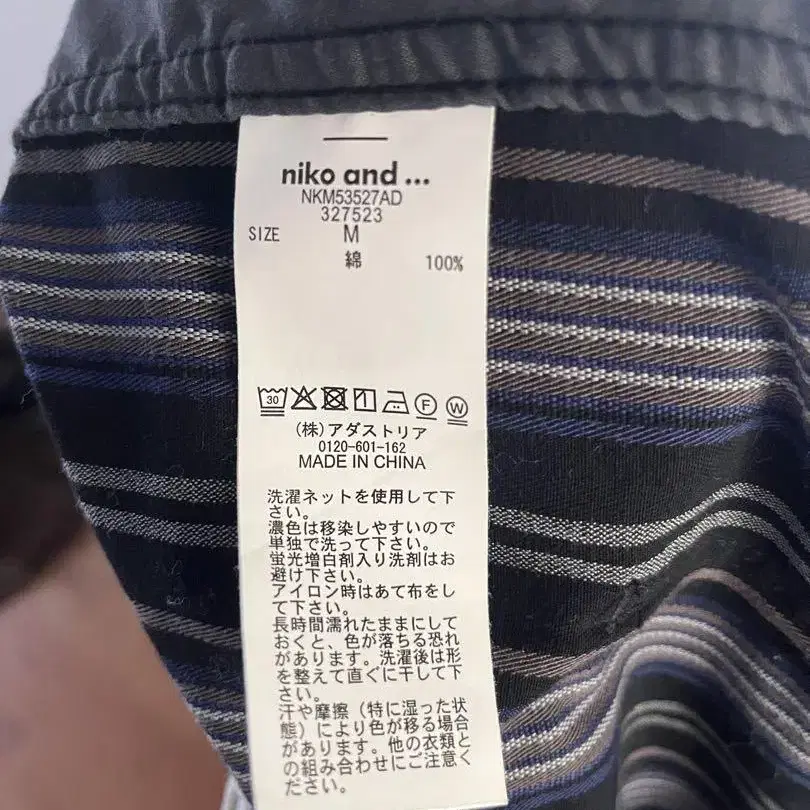 niko and ...
NKM53527AD
327523
SIZE M
綿 100%
30 F W
(株)アダストリア
0120-601-162
MADE IN CHINA
洗濯ネットを使用して下
さい。
濃色は移染しやすいので
単独で洗って下さい。
蛍光増白剤入り洗剤はお
避け下さい。
アイロン時はあて布をし
て下さい。
長時間濡れたままにして
おくと、色が落ちる恐れ
があります。洗濯後は形
を整えて直ぐに干して下
さい。
汗や摩擦（特に湿った状
態）により色が移る場合
があります。他の衣類と
の組み合わせにご注意くだ
さい。